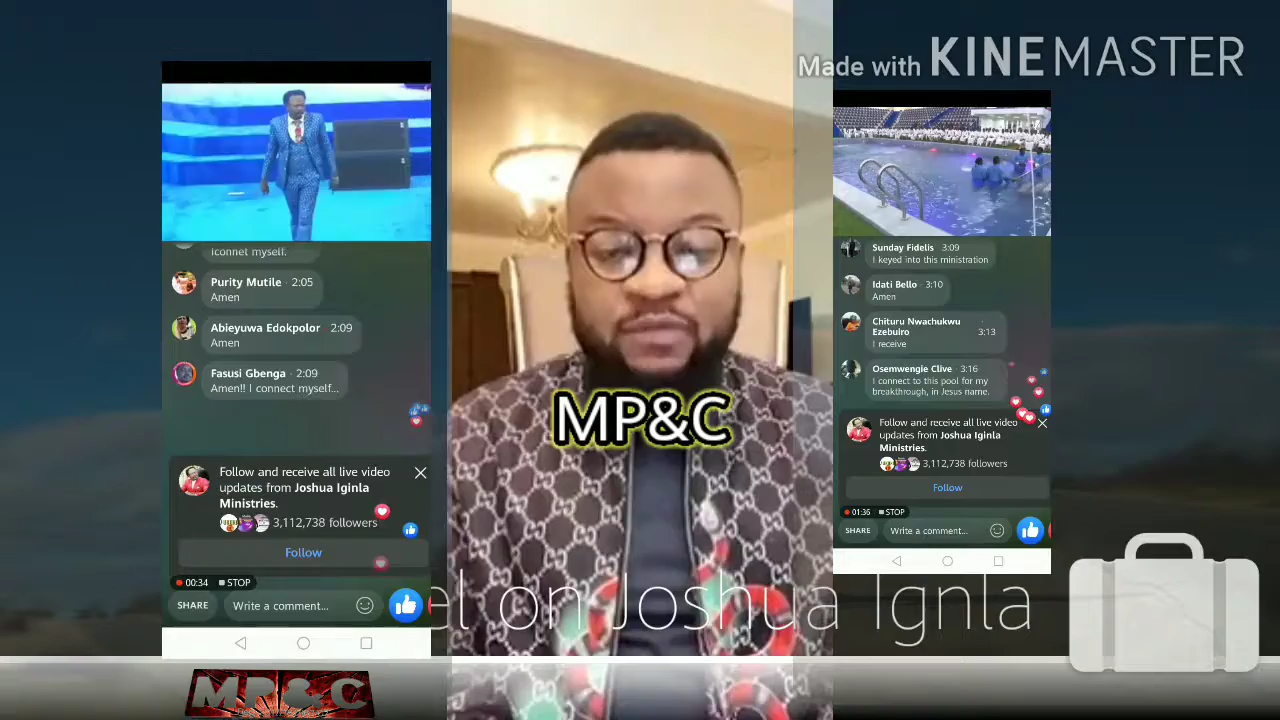 Made with KINEMASTER
iconnet myself.
Purity Mutile · 2:05
Amen
Abieyuwa Edokpolor 2:09
Amen
Fasusi Gbenga · 2:09
Amen!! I connect myself...
Follow and receive all live video
updates from Joshua Iginla
Ministries.
3,112,738 followers
Follow
00:34 STOP
SHARE
Write a comment...
MP&C
Sunday Fidelis 3:09
I keyed into this ministration
Idati Bello · 3:10
Amen
Chituru Nwachukwu
Ezebuiro
3:13
I receive
Osemwengie Clive · 3:16
I connect to this pool for my
breakthrough, in Jesus name.
Follow and receive all live video
updates from Joshua Iginla
Ministries.
3,112,738 followers
Follow
01:36 STOP
SHARE
Write a comment...
el on Joshua Ignla
MP&C